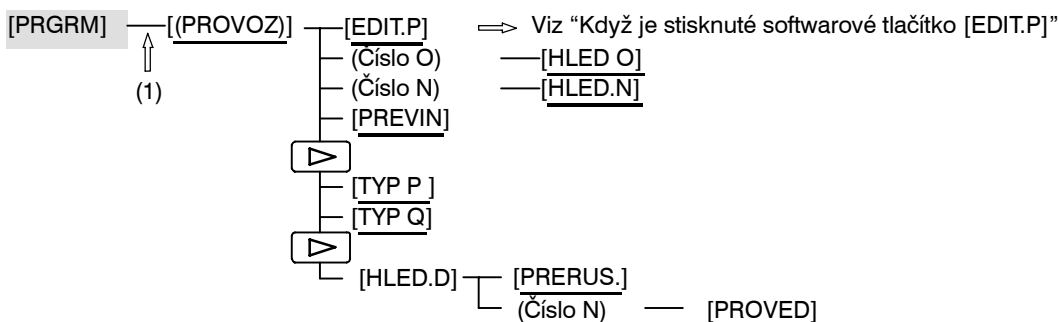 [PRGRM] [(PROVOZ)] [EDIT.P] Viz “Když je stisknuté softwarové tlačítko [EDIT.P]”
(Číslo O) [HLED O]
(1) (Číslo N) [HLED.N]
[PREVIN]
[TYP P ]
[TYP Q]
[HLED.D] [PRERUS.]
(Číslo N) [PROVED]